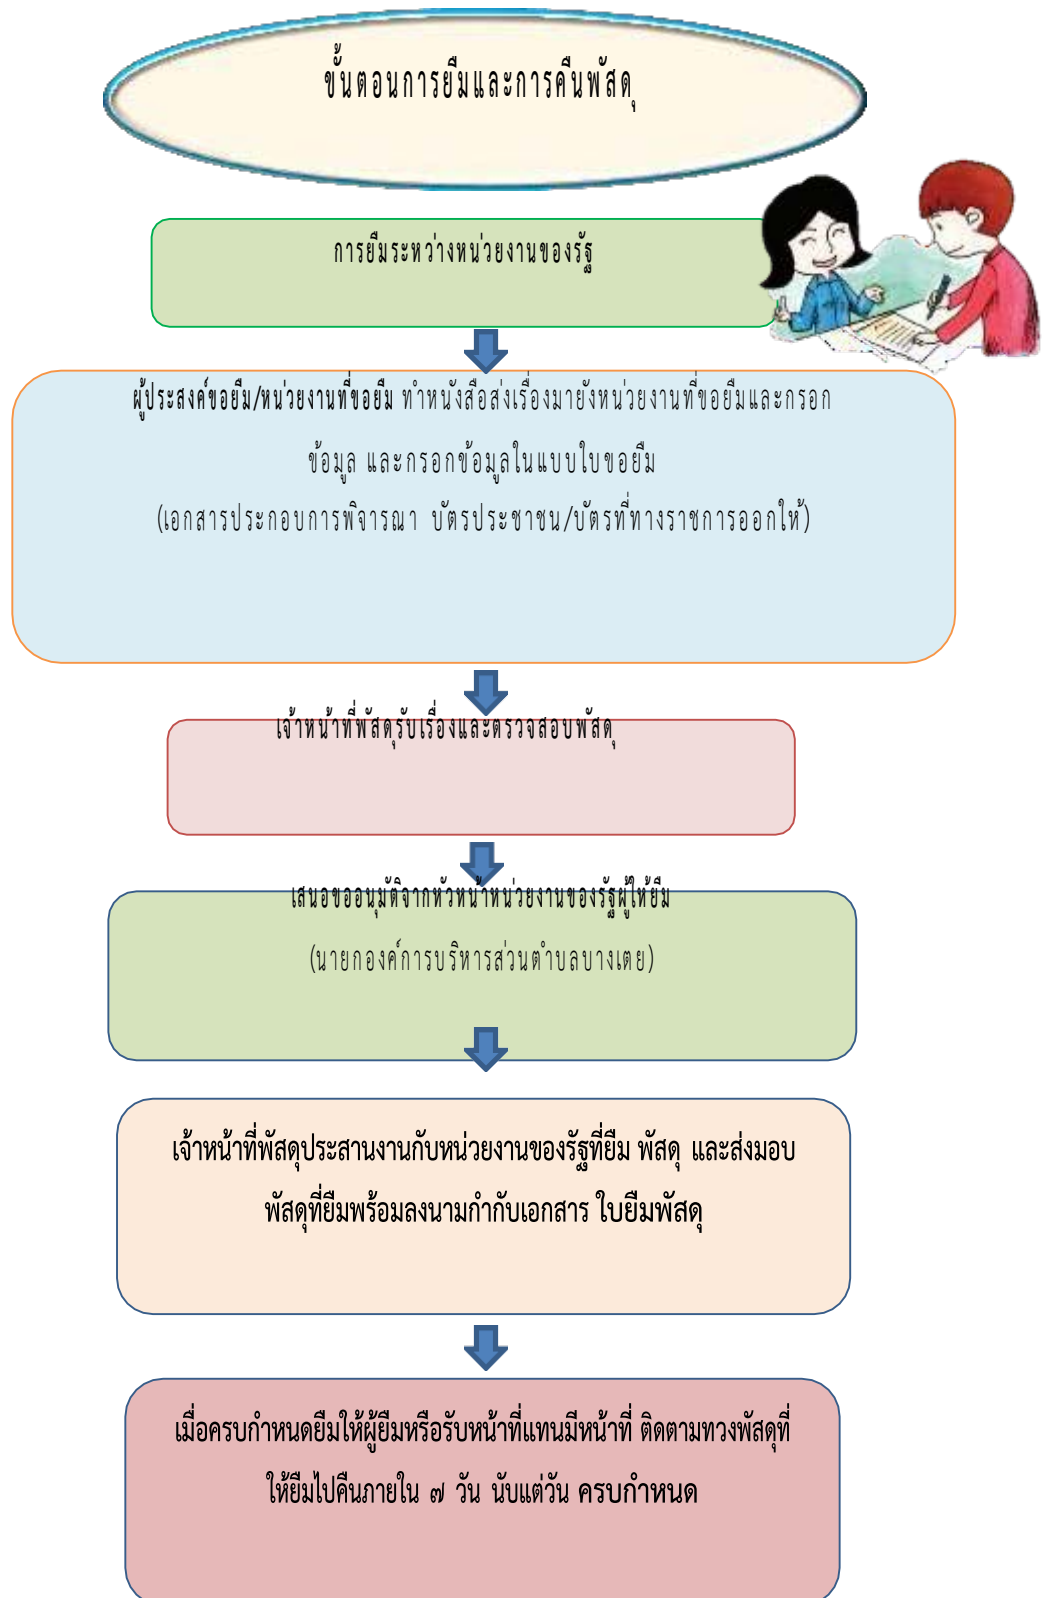 ขั้นตอนการยืมและการคืนพัสดุ
การยืมระหว่างหน่วยงานของรัฐ
ผู้ประสงค์ขอยืม/หน่วยงานที่ขอยืม ทำหนังสือส่งเรื่องมายังหน่วยงานที่ขอยืมและกรอก
ข้อมูล และกรอกข้อมูลในแบบใบขอยืม
(เอกสารประกอบการพิจารณา บัตรประชาชน/บัตรที่ทางราชการออกให้)
เจ้าหน้าที่พัสดุรับเรื่องและตรวจสอบพัสดุ
เสนอขออนุมัติจากหัวหน้าหน่วยงานของรัฐผู้ให้ยืม
(นายกองค์การบริหารส่วนตำบลบางเตย)
เจ้าหน้าที่พัสดุประสานงานกับหน่วยงานของรัฐที่ยืม พัสดุ และส่งมอบ
พัสดุที่ยืมพร้อมลงนามกำกับเอกสาร ใบยืมพัสดุ
เมื่อครบกำหนดยืมให้ผู้ยืมหรือรับหน้าที่แทนมีหน้าที่ ติดตามทวงพัสดุที่
ให้ยืมไปคืนภายใน ๗ วัน นับแต่วัน ครบกำหนด